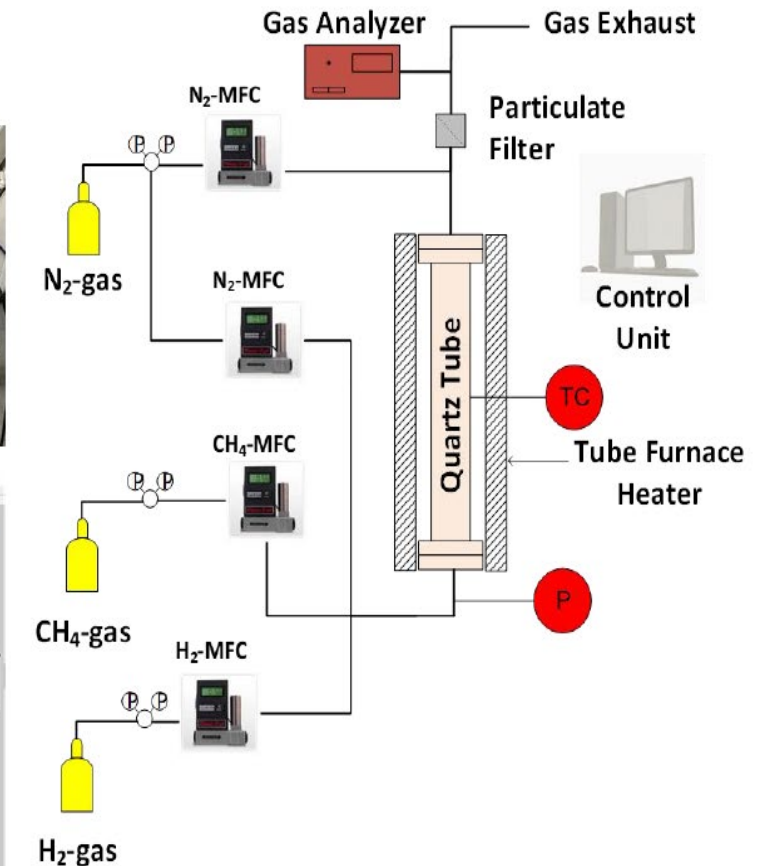 Gas Analyzer
Gas Exhaust
N₂-MFC
P P
Particulate
Filter
N₂-gas
N₂-MFC
Control
Unit
Quartz Tube
TC
CH₄-MFC
P P
Tube Furnace
Heater
CH₄-gas
P
H₂-MFC
P P
H₂-gas